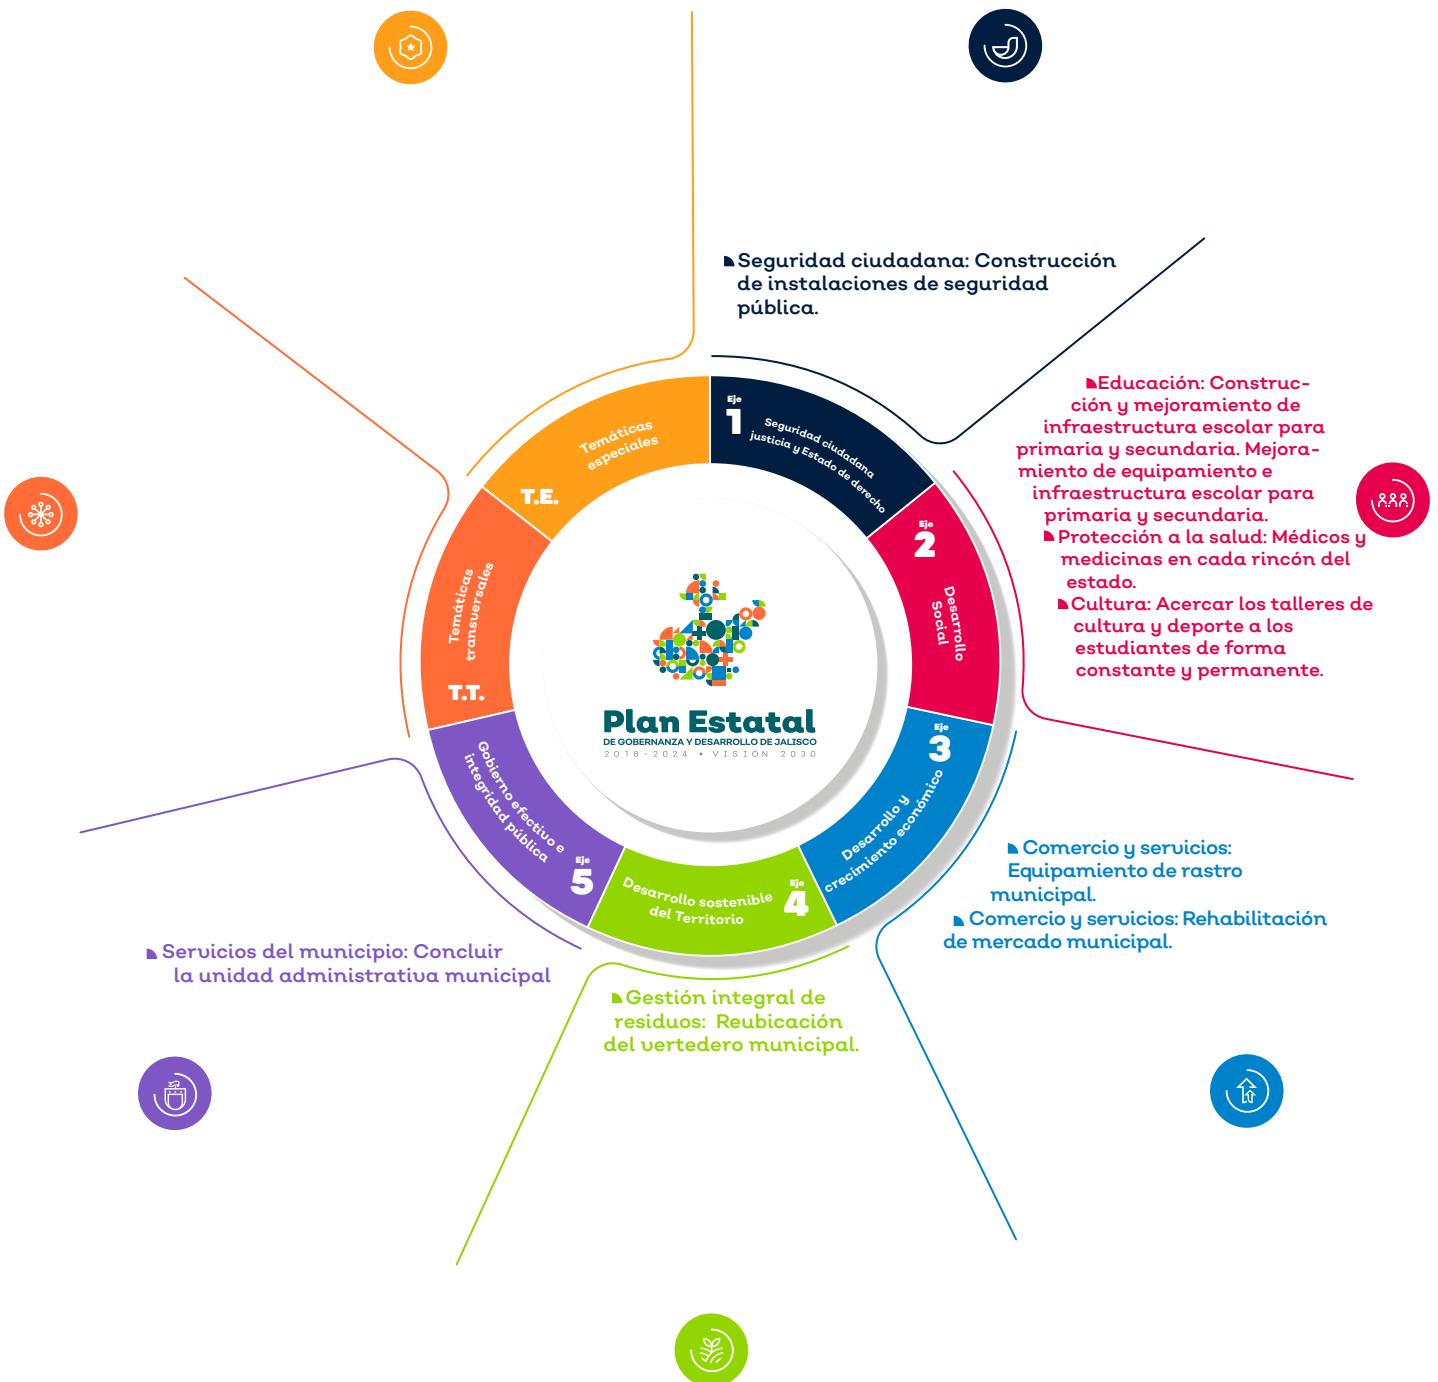 Seguridad ciudadana: Construcción
de instalaciones de seguridad
pública.
Educación: Construc-
ción y mejoramiento de
infraestructura escolar para
primaria y secundaria. Mejora-
miento de equipamiento e
infraestructura escolar para
primaria y secundaria.
Protección a la salud: Médicos y
medicinas en cada rincón del
estado.
Cultura: Acercar los talleres de
cultura y deporte a los
estudiantes de forma
constante y permanente.
Comercio y servicios:
Equipamiento de rastro
municipal.
Comercio y servicios: Rehabilitación
de mercado municipal.
Gestión integral de
residuos: Reubicación
del vertedero municipal.
Servicios del municipio: Concluir
la unidad administrativa municipal
Eje
1
Seguridad ciudadana
justicia y Estado de derecho
Eje
2
Desarrollo
Social
Eje
3
Desarrollo y
crecimiento económico
Eje
4
Desarrollo sostenible
del Territorio
Eje
5
Gobierno efectivo e
integridad pública
T.T.
Temáticas
transversales
T.E.
Temáticas
especiales
Plan Estatal
DE GOBERNANZA Y DESARROLLO DE JALISCO
2018-2024 • VISIÓN 2030